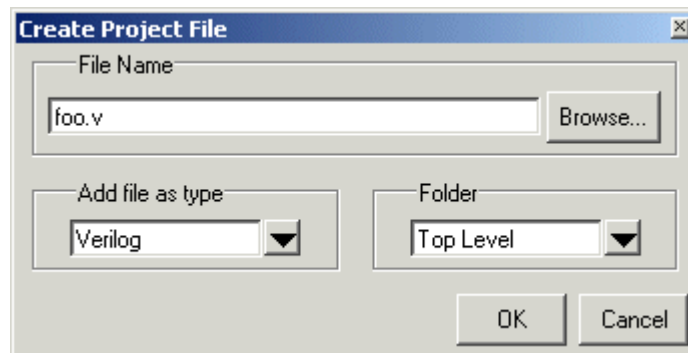 Create Project File
File Name
foo.v
Browse...
Add file as type
Folder
Verilog
Top Level
OK
Cancel